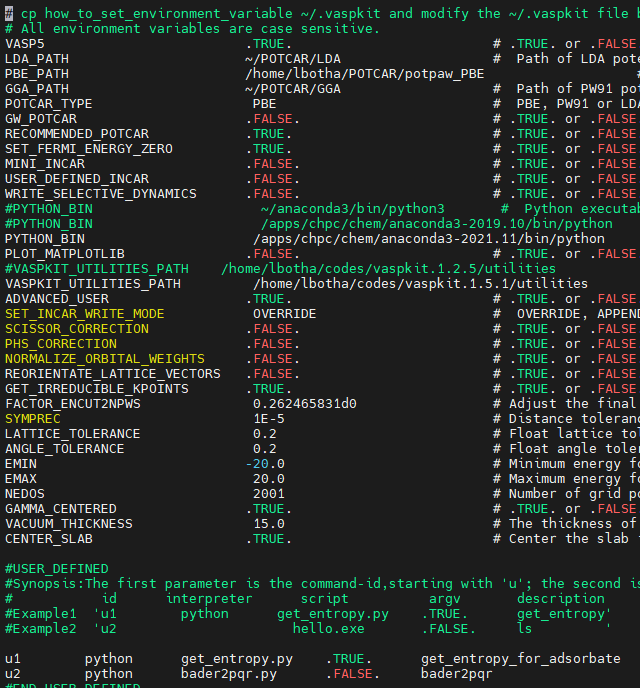 # cp how_to_set_environment_variable ~/.vaspkit and modify the ~/.vaspkit file
# All environment variables are case sensitive.
VASP5 .TRUE. # .TRUE. or .FALSE
LDA_PATH ~/POTCAR/LDA # Path of LDA pote
PBE_PATH /home/lbotha/POTCAR/potpaw_PBE #
GGA_PATH ~/POTCAR/GGA # Path of PW91 pot
POTCAR_TYPE PBE # PBE, PW91 or LDA
GW_POTCAR .FALSE. # .TRUE. or .FALSE
RECOMMENDED_POTCAR .TRUE. # .TRUE. or .FALSE
SET_FERMI_ENERGY_ZERO .TRUE. # .TRUE. or .FALSE
MINI_INCAR .FALSE. # .TRUE. or .FALSE
USER_DEFINED_INCAR .FALSE. # .TRUE. or .FALSE
WRITE_SELECTIVE_DYNAMICS .FALSE. # .TRUE. or .FALSE
#PYTHON_BIN ~/anaconda3/bin/python3 # Python executab
#PYTHON_BIN /apps/chpc/chem/anaconda3-2019.10/bin/python
PYTHON_BIN /apps/chpc/chem/anaconda3-2021.11/bin/python
PLOT_MATPLOTLIB .FALSE. # .TRUE. or .FALSE
#VASPKIT_UTILITIES_PATH /home/lbotha/codes/vaspkit.1.2.5/utilities
VASPKIT_UTILITIES_PATH /home/lbotha/codes/vaspkit.1.5.1/utilities
ADVANCED_USER .TRUE. # .TRUE. or .FALSE
SET_INCAR_WRITE_MODE OVERRIDE # OVERRIDE, APPEND
SCISSOR_CORRECTION .FALSE. # .TRUE. or .FALSE
PHS_CORRECTION .FALSE. # .TRUE. or .FALSE
NORMALIZE_ORBITAL_WEIGHTS .FALSE. # .TRUE. or .FALSE
REORIENTATE_LATTICE_VECTORS .FALSE. # .TRUE. or .FALSE
GET_IRREDUCIBLE_KPOINTS .TRUE. # .TRUE. or .FALSE
FACTOR_ENCUT2NPWS 0.262465831d0 # Adjust the final
SYMPREC 1E-5 # Distance toleranc
LATTICE_TOLERANCE 0.2 # Float lattice tol
ANGLE_TOLERANCE 0.2 # Float angle toler
EMIN -20.0 # Minimum energy fo
EMAX 20.0 # Maximum energy fo
NEDOS 2001 # Number of grid po
GAMMA_CENTERED .TRUE. # .TRUE. or .FALSE
VACUUM_THICKNESS 15.0 # The thickness of
CENTER_SLAB .TRUE. # Center the slab
#USER_DEFINED
#Synopsis:The first parameter is the command-id,starting with 'u'; the second is
# id interpreter script argv description
#Example1 'u1 python get_entropy.py .TRUE. get_entropy'
#Example2 'u2 hello.exe .FALSE. ls '
u1 python get_entropy.py .TRUE. get_entropy_for_adsorbate
u2 python bader2pqr.py .FALSE. bader2pqr
#END_USER_DEFINED